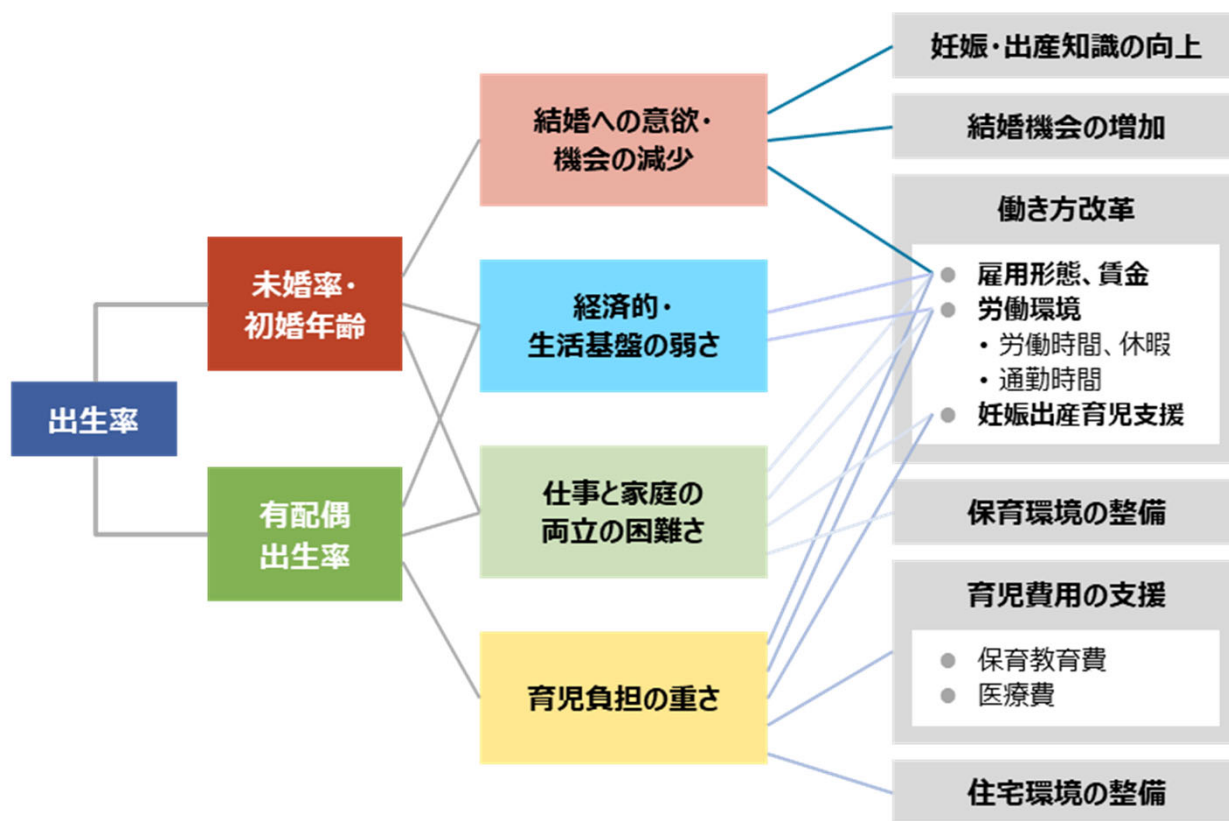 出生率
未婚率・
初婚年齢
有配偶
出生率
結婚への意欲・
機会の減少
経済的・
生活基盤の弱さ
仕事と家庭の
両立の困難さ
育児負担の重さ
妊娠・出産知識の向上
結婚機会の増加
働き方改革
● 雇用形態、賃金
● 労働環境
・労働時間、休暇
・通勤時間
● 妊娠出産育児支援
保育環境の整備
育児費用の支援
● 保育教育費
● 医療費
住宅環境の整備